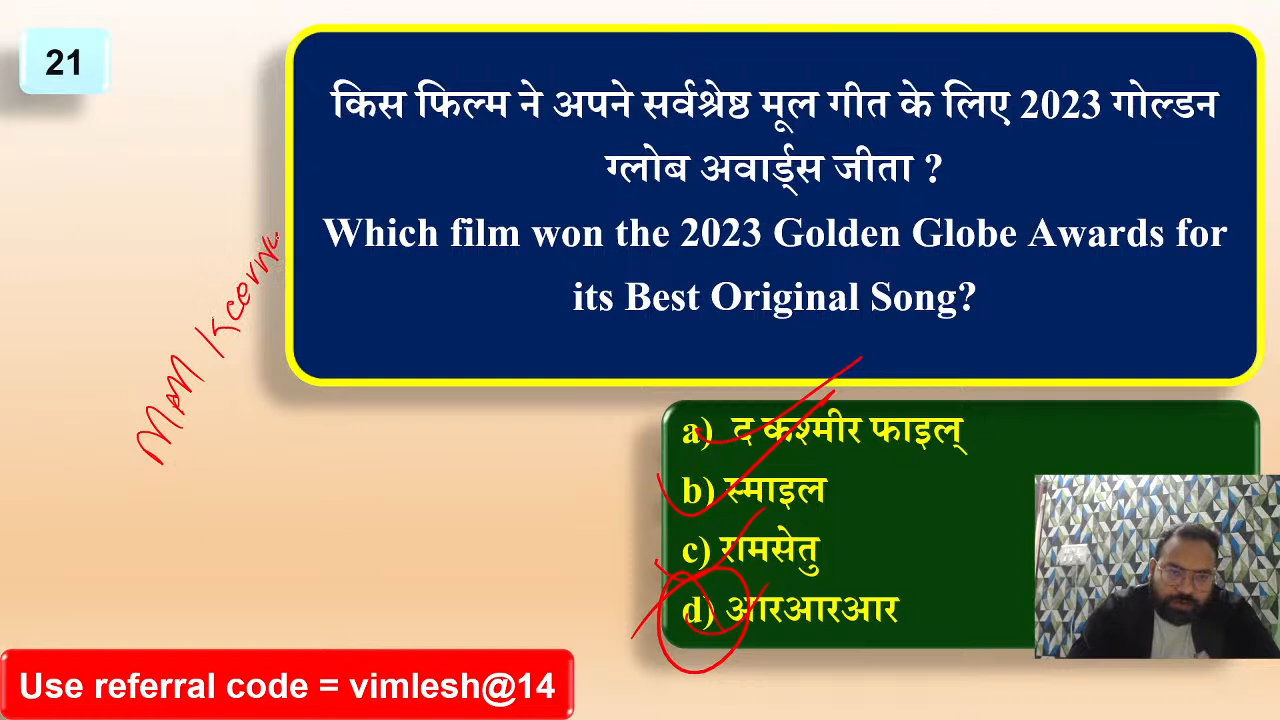 21
किस फिल्म ने अपने सर्वश्रेष्ठ मूल गीत के लिए 2023 गोल्डन
ग्लोब अवार्ड्स जीता ?
Which film won the 2023 Golden Globe Awards for
its Best Original Song?
a) द कश्मीर फाइल्
b) स्माइल
c) रामसेतु
d) आरआरआर
Use referral code = vimlesh@14